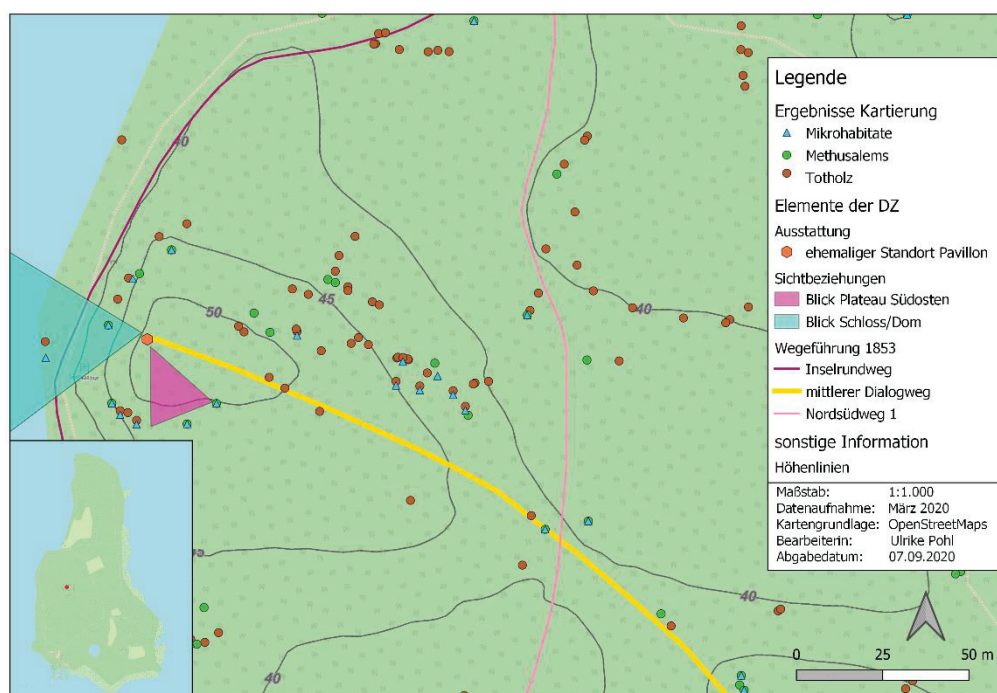 Legende
Ergebnisse Kartierung
Mikrohabitate
Methusalems
Totholz
Elemente der DZ
Ausstattung
ehemaliger Standort Pavillon
Sichtbeziehungen
Blick Plateau Südosten
Blick Schloss/Dom
Wegeführung 1853
Inselrundweg
mittlerer Dialogweg
Nordsüdweg 1
sonstige Information
Höhenlinien
Maßstab: 1:1.000
Datenaufnahme: März 2020
Kartengrundlage: OpenStreetMaps
Bearbeiterin: Ulrike Pohl
Abgabedatum: 07.09.2020
40
45
50
40
40
40
0 25 50 m